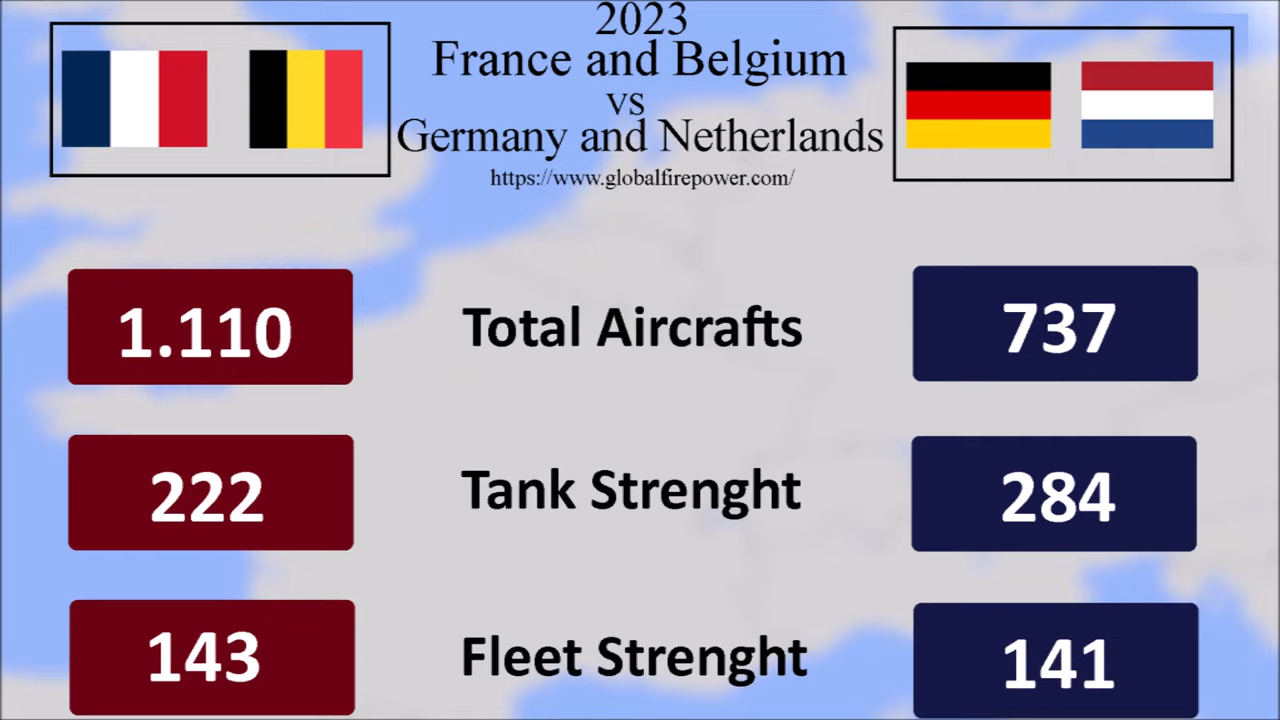 2023
France and Belgium
vs
Germany and Netherlands
https://www.globalfirepower.com/
1.110
Total Aircrafts
737
222
Tank Strenght
284
143
Fleet Strenght
141